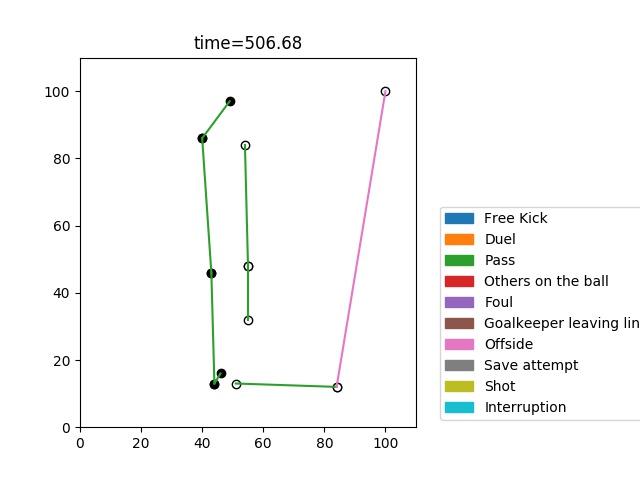 time=506.68
100
80
60
40
20
0
0 20 40 60 80 100
Free Kick
Duel
Pass
Others on the ball
Foul
Goalkeeper leaving lin
Offside
Save attempt
Shot
Interruption